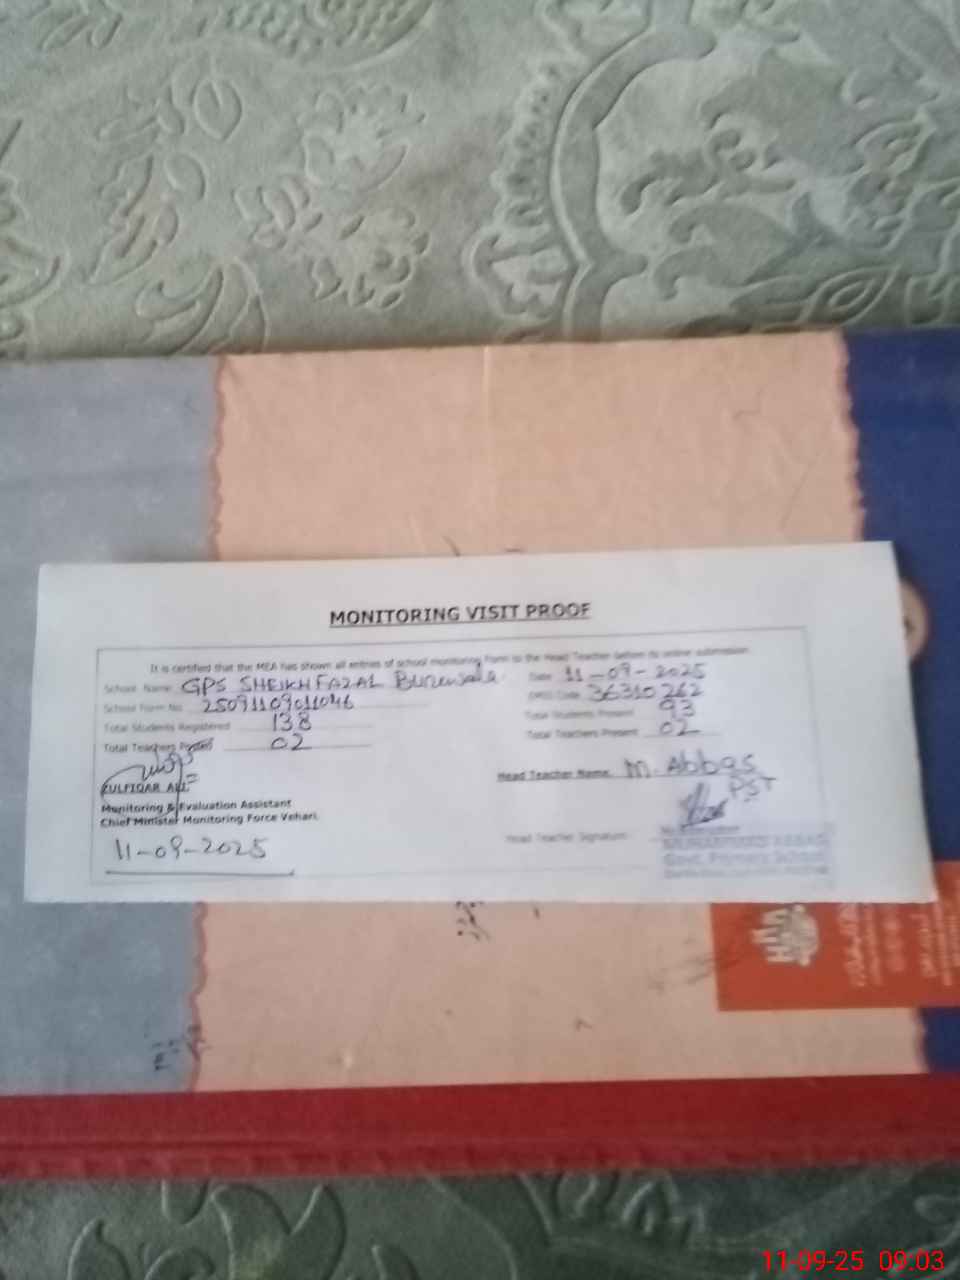 MONITORING VISIT PROOF
It is certified that the MEA has shown all entries of school monitoring Form to the Head Teacher before its online submission.
School Name GPS SHEIKH FAZAL Burewala Date 11-09-2025
School Form No. 25091109011046 EMIS Code 36310262
Total Students Registered 138 Total Students Present 93
Total Teachers Posted 02 Total Teachers Present 02
ZULFIQAR ALI Head Teacher Name M. Abbas
PST
Monitoring & Evaluation Assistant
Chief Minister Monitoring Force Vehari.
Head Teacher Signature
11-09-2025
MUHAMMAD ABBAS
Govt. Primary School
11-09-25 09:03